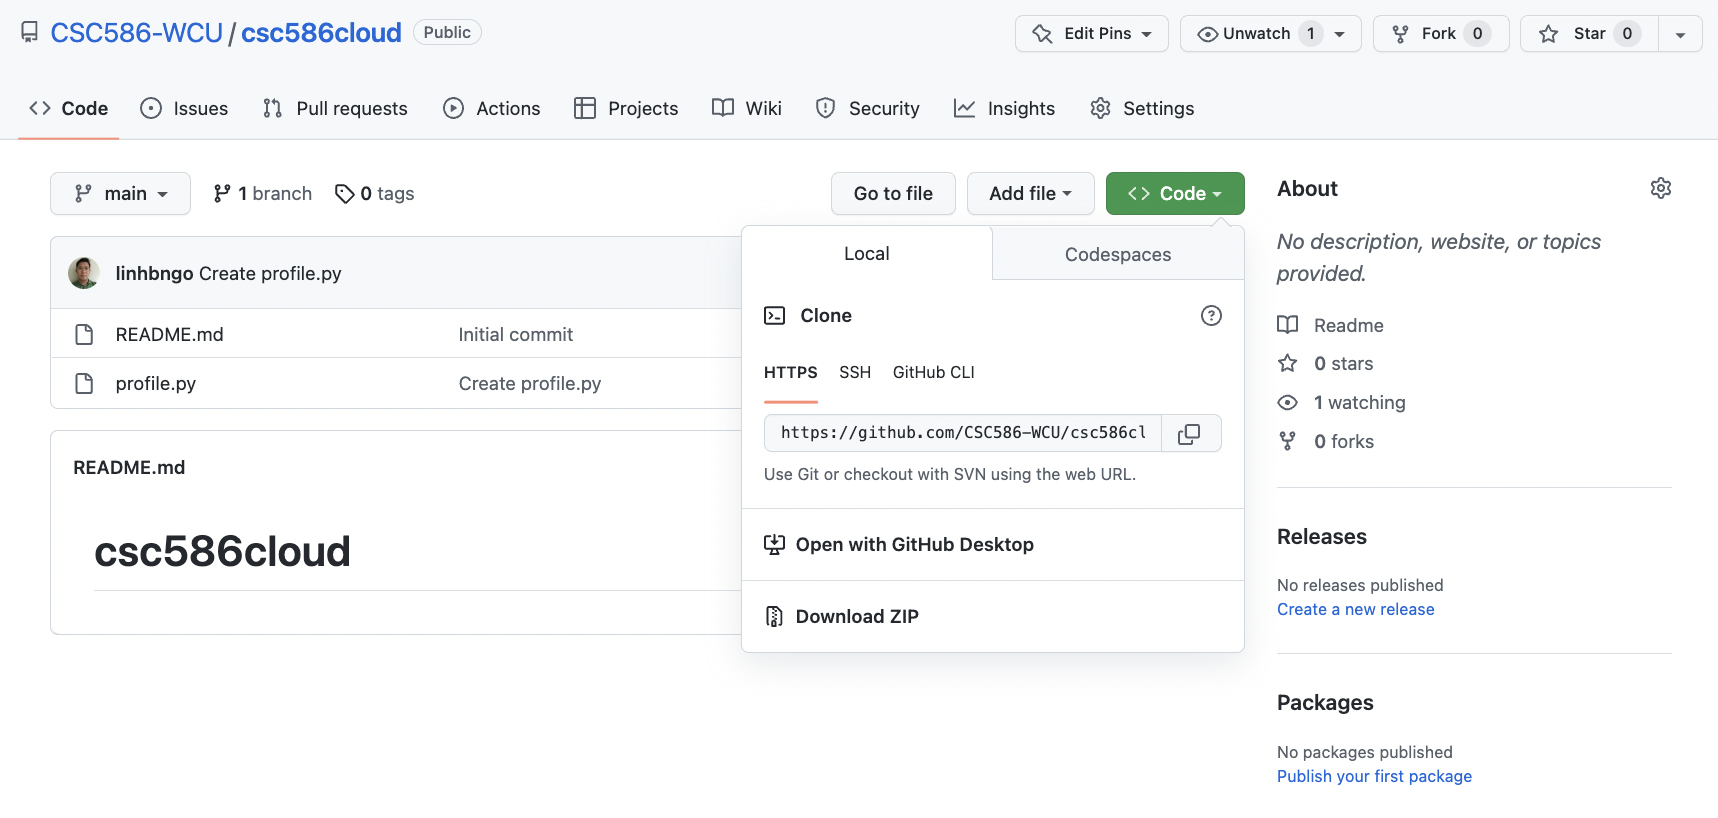 CSC586-WCU / csc586cloud Public
Edit Pins Unwatch 1 Fork 0 Star 0
Code Issues Pull requests Actions Projects Wiki Security Insights Settings
main 1 branch 0 tags Go to file Add file Code
linhbngo Create profile.py
README.md Initial commit
profile.py Create profile.py
README.md
csc586cloud
Local Codespaces
Clone
HTTPS SSH GitHub CLI
https://github.com/CSC586-WCU/csc586cl
Use Git or checkout with SVN using the web URL.
Open with GitHub Desktop
Download ZIP
About
No description, website, or topics
provided.
Readme
0 stars
1 watching
0 forks
Releases
No releases published
Create a new release
Packages
No packages published
Publish your first package